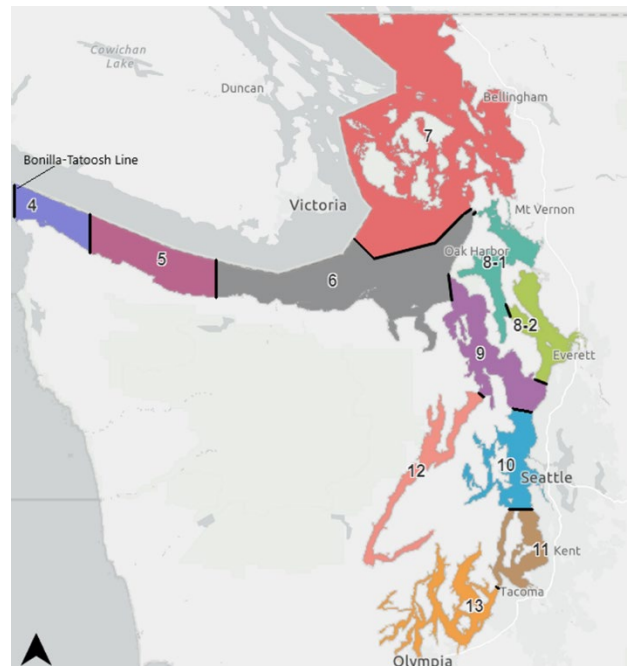 Cowichan
Lake
Duncan
Bellingham
7
Bonilla-Tatoosh Line
4
Victoria
Mt Vernon
5
Oak Harbor
6
8-1
8-2
9
Everett
12
10
Seattle
11
Kent
13
Tacoma
Olympia